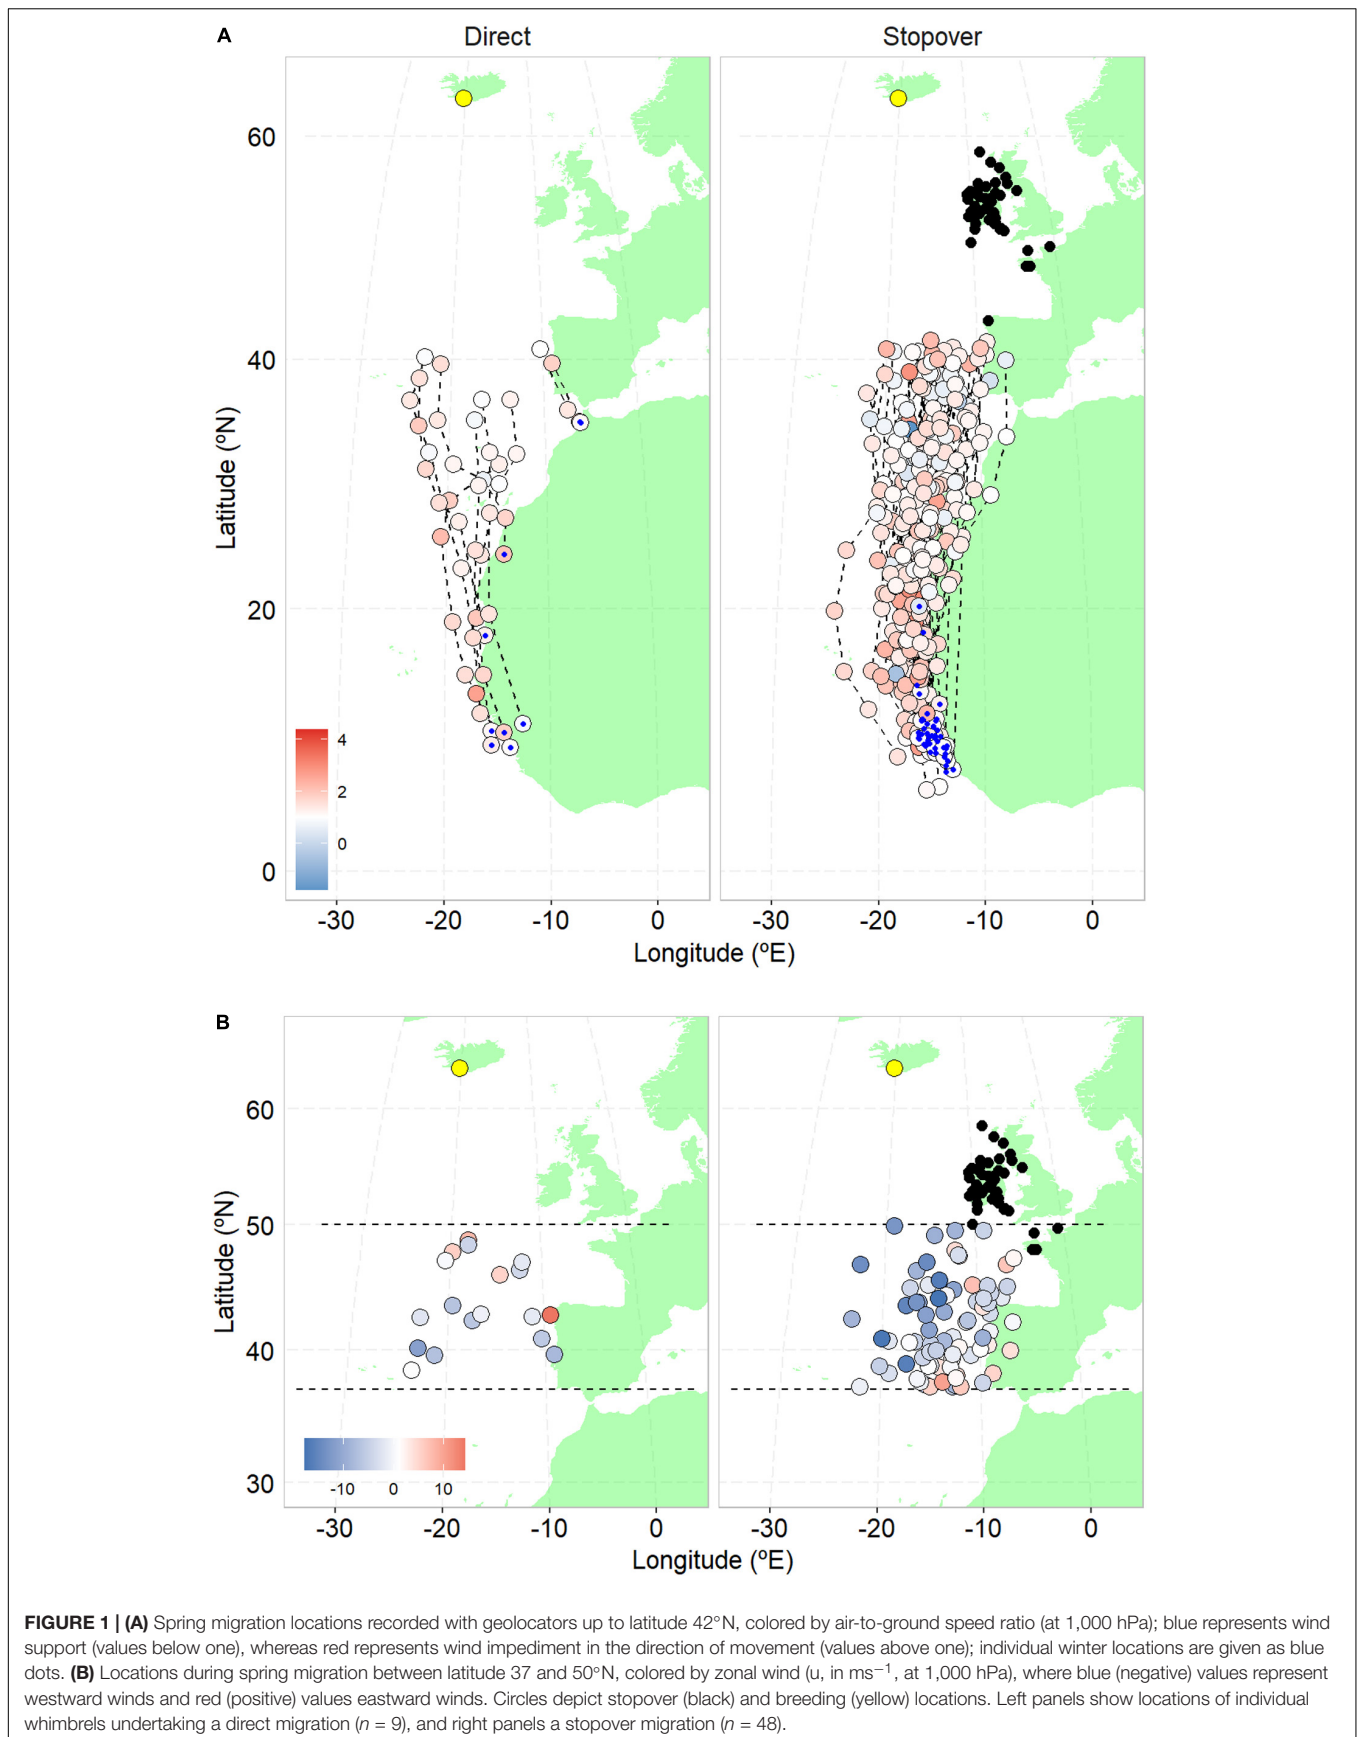 A
Direct
Stopover
60
40
20
0
Latitude (ºN)
4
2
0
-30
-20
-10
0
-30
-20
-10
0
Longitude (ºE)
B
60
50
40
30
Latitude (ºN)
-10
0
10
-30
-20
-10
0
-30
-20
-10
0
Longitude (ºE)
FIGURE 1 | (A) Spring migration locations recorded with geolocators up to latitude 42°N, colored by air-to-ground speed ratio (at 1,000 hPa); blue represents wind
support (values below one), whereas red represents wind impediment in the direction of movement (values above one); individual winter locations are given as blue
dots. (B) Locations during spring migration between latitude 37 and 50°N, colored by zonal wind (u, in ms−1, at 1,000 hPa), where blue (negative) values represent
westward winds and red (positive) values eastward winds. Circles depict stopover (black) and breeding (yellow) locations. Left panels show locations of individual
whimbrels undertaking a direct migration (n = 9), and right panels a stopover migration (n = 48).